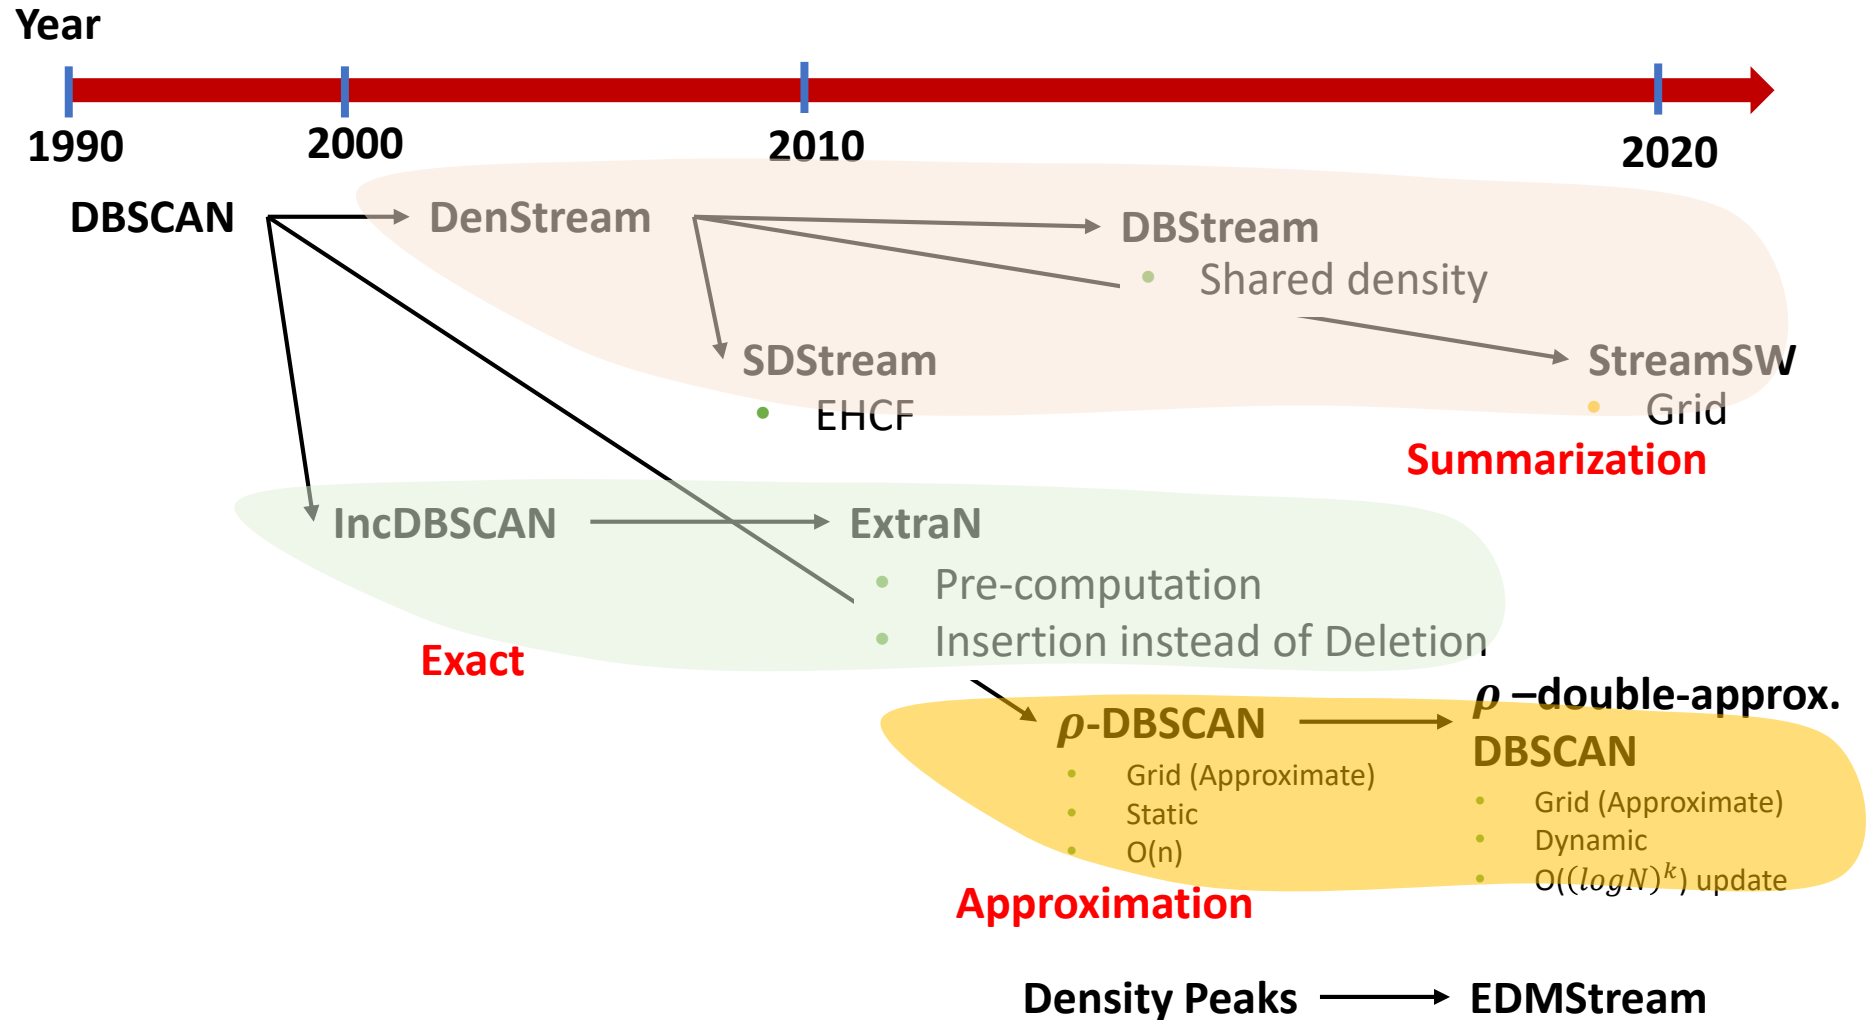 Year
1990
2000
2010
2020
DBSCAN
DenStream
DBStream
• Shared density
SDStream
• EHCF
StreamSW
• Grid
Summarization
IncDBSCAN
ExtraN
• Pre-computation
• Insertion instead of Deletion
Exact
ρ-DBSCAN
• Grid (Approximate)
• Static
• O(n)
ρ –double-approx.
DBSCAN
• Grid (Approximate)
• Dynamic
• O((logN)^k) update
Approximation
Density Peaks
EDMStream